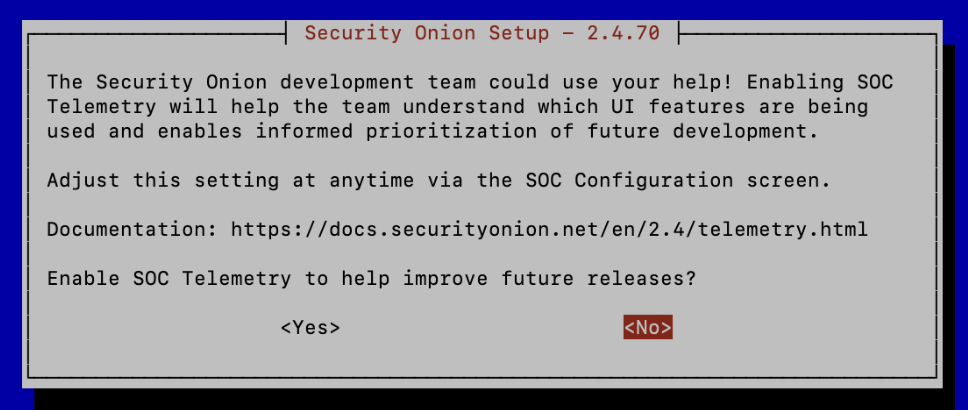 Security Onion Setup - 2.4.70
The Security Onion development team could use your help! Enabling SOC
Telemetry will help the team understand which UI features are being
used and enables informed prioritization of future development.
Adjust this setting at anytime via the SOC Configuration screen.
Documentation: https://docs.securityonion.net/en/2.4/telemetry.html
Enable SOC Telemetry to help improve future releases?
<Yes> <No>